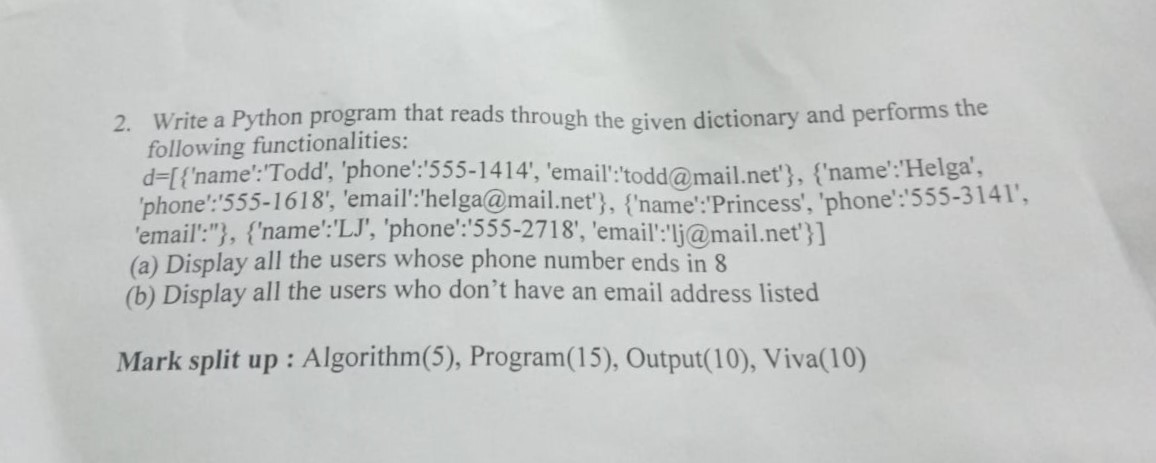 2. Write a Python program that reads through the given dictionary and performs the
following functionalities:
d=[{'name':'Todd', 'phone':'555-1414', 'email':'todd@mail.net'}, {'name':'Helga',
'phone':'555-1618', 'email':'helga@mail.net'}, {'name':'Princess', 'phone':'555-3141',
'email':''}, {'name':'LJ', 'phone':'555-2718', 'email':'lj@mail.net'}]
(a) Display all the users whose phone number ends in 8
(b) Display all the users who don’t have an email address listed
Mark split up : Algorithm(5), Program(15), Output(10), Viva(10)